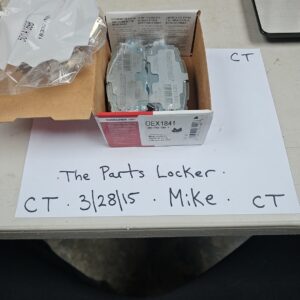 CT
OEX1841
The Parts Locker.
CT . 3/28/15 . Mike . CT